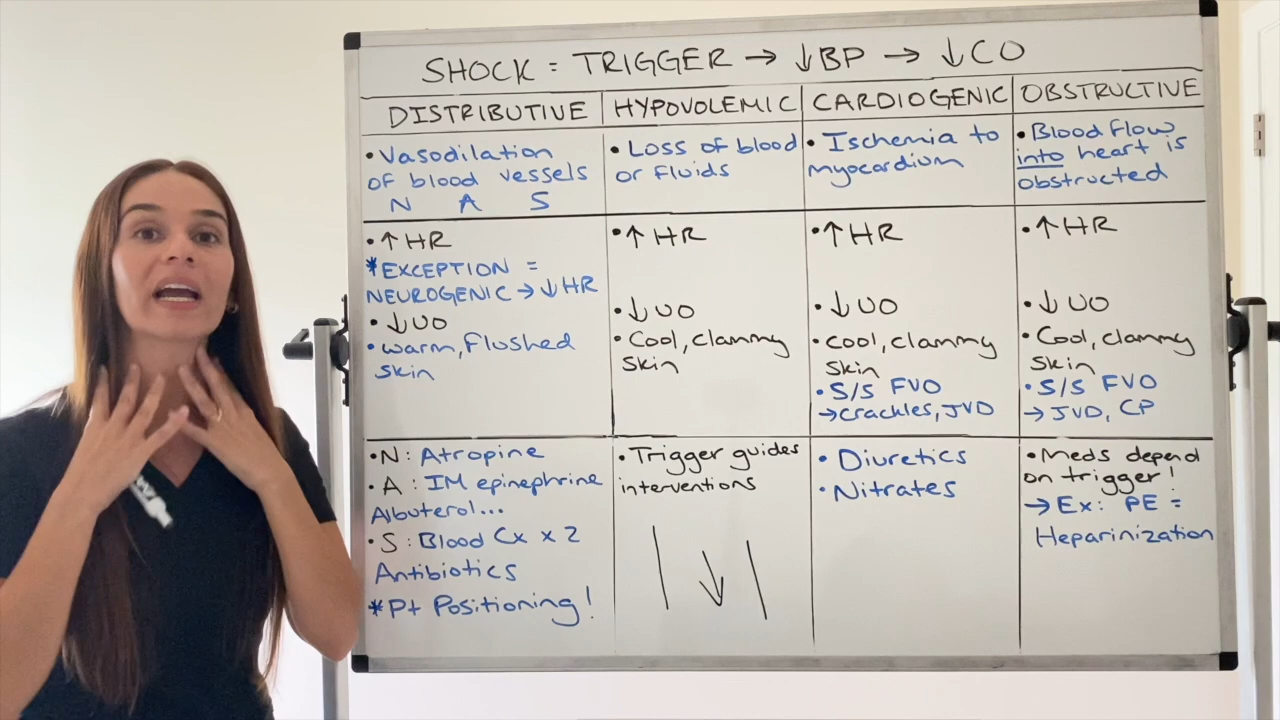 SHOCK = TRIGGER → ↓BP → ↓CO
DISTRIBUTIVE
• Vasodilation
of blood vessels
N A S
• ↑ HR
*EXCEPTION =
NEUROGENIC → ↓HR
• ↓UO
• warm, flushed
skin
• N: Atropine
• A: IM epinephrine
Albuterol...
• S: Blood Cx x 2
Antibiotics
*Pt Positioning!
HYPOVOLEMIC
• Loss of blood
or fluids
• ↑ HR
• ↓UO
• Cool, clammy
skin
• Trigger guides
interventions
↓
CARDIOGENIC
• Ischemia to
myocardium
• ↑ HR
• ↓UO
• cool, clammy
skin
• S/S FVO
→ crackles, JVD
• Diuretics
• Nitrates
OBSTRUCTIVE
• Blood flow
into heart is
obstructed
• ↑ HR
• ↓UO
• Cool, clammy
skin
• S/S FVO
→ JVD, CP
• Meds depend
on trigger!
→ Ex: PE =
Heparinization